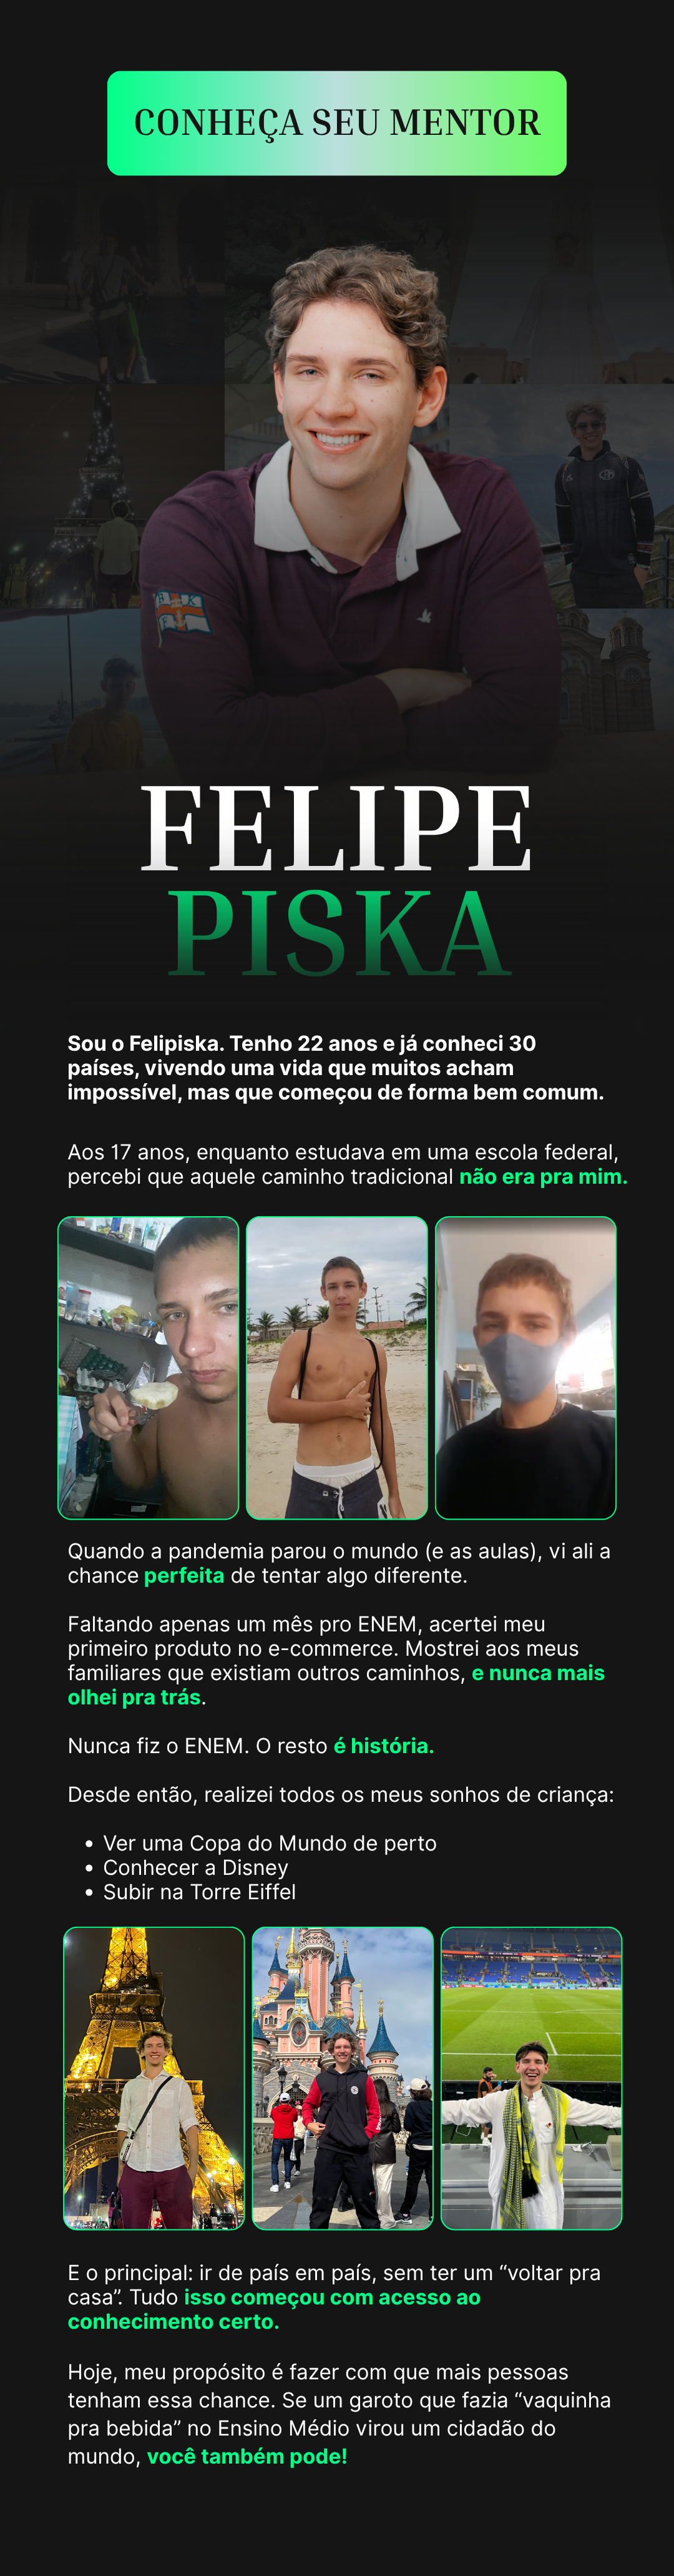 CONHEÇA SEU MENTOR
FELIPE
PISKA
Sou o Felipiska. Tenho 22 anos e já conheci 30
países, vivendo uma vida que muitos acham
impossível, mas que começou de forma bem comum.
Aos 17 anos, enquanto estudava em uma escola federal,
percebi que aquele caminho tradicional não era pra mim.
Quando a pandemia parou o mundo (e as aulas), vi ali a
chance perfeita de tentar algo diferente.
Faltando apenas um mês pro ENEM, acertei meu
primeiro produto no e-commerce. Mostrei aos meus
familiares que existiam outros caminhos, e nunca mais
olhei pra trás.
Nunca fiz o ENEM. O resto é história.
Desde então, realizei todos os meus sonhos de criança:
• Ver uma Copa do Mundo de perto
• Conhecer a Disney
• Subir na Torre Eiffel
E o principal: ir de país em país, sem ter um “voltar pra
casa”. Tudo isso começou com acesso ao
conhecimento certo.
Hoje, meu propósito é fazer com que mais pessoas
tenham essa chance. Se um garoto que fazia “vaquinha
pra bebida” no Ensino Médio virou um cidadão do
mundo, você também pode!